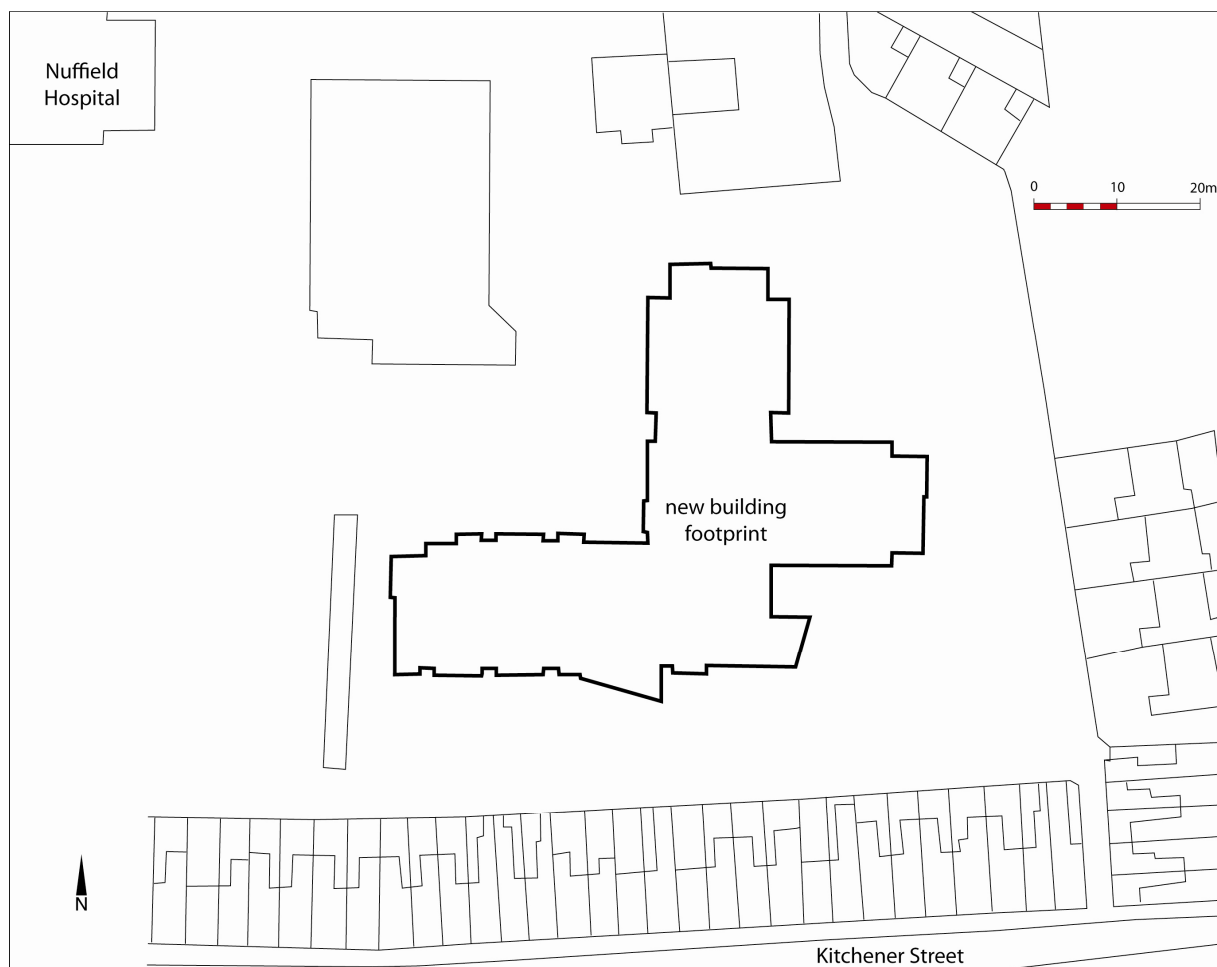 Nuffield
Hospital
0 10 20m
new building
footprint
N
Kitchener Street